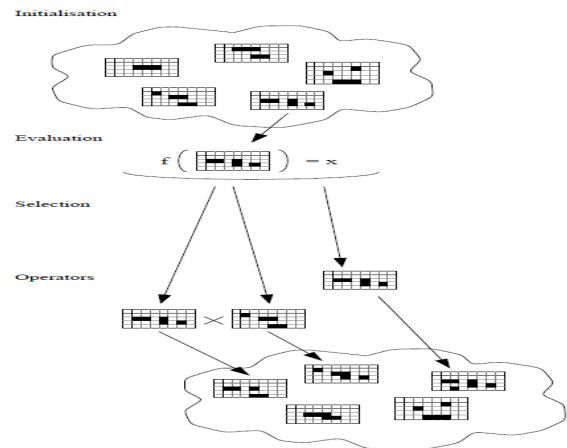 Initialisation
Evaluation
f ( ) = x
Selection
Operators
×